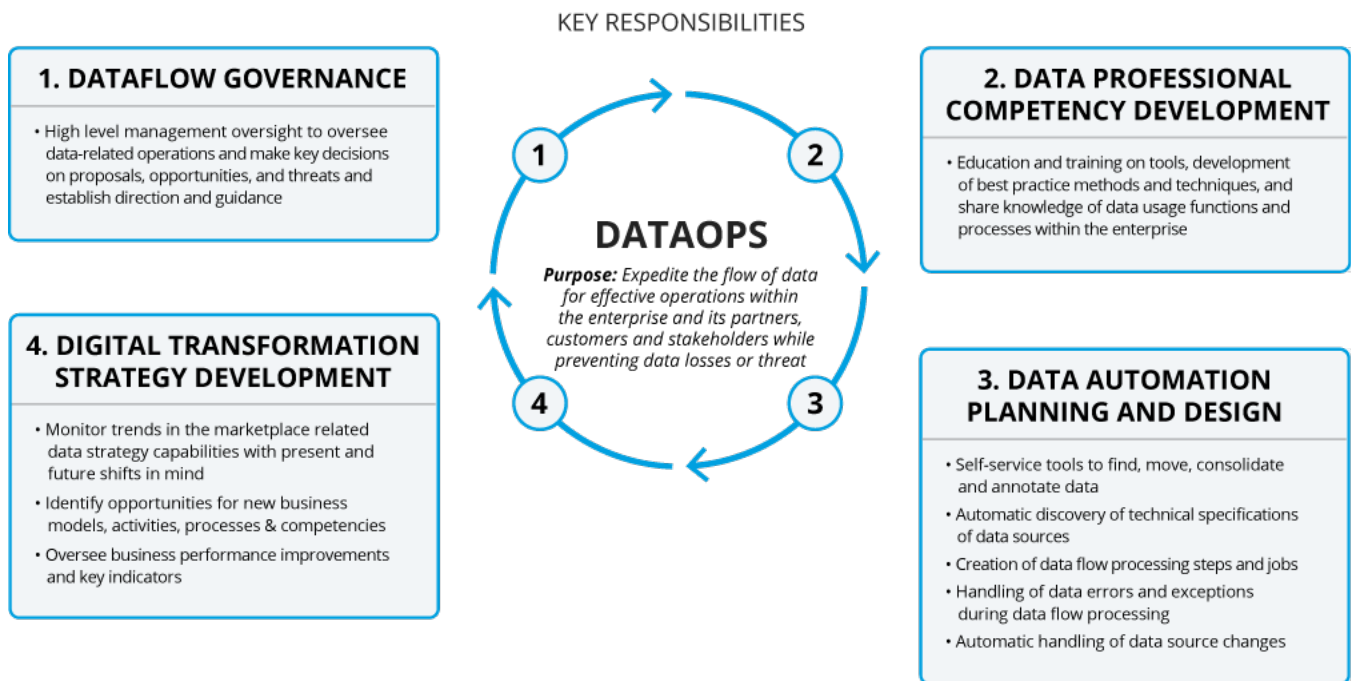 KEY RESPONSIBILITIES
1. DATAFLOW GOVERNANCE
• High level management oversight to oversee
data-related operations and make key decisions
on proposals, opportunities, and threats and
establish direction and guidance
2. DATA PROFESSIONAL
COMPETENCY DEVELOPMENT
• Education and training on tools, development
of best practice methods and techniques, and
share knowledge of data usage functions and
processes within the enterprise
1
2
DATAOPS
Purpose: Expedite the flow of data
for effective operations within
the enterprise and its partners,
customers and stakeholders while
preventing data losses or threat
4
3
4. DIGITAL TRANSFORMATION
STRATEGY DEVELOPMENT
• Monitor trends in the marketplace related
data strategy capabilities with present and
future shifts in mind
• Identify opportunities for new business
models, activities, processes & competencies
• Oversee business performance improvements
and key indicators
3. DATA AUTOMATION
PLANNING AND DESIGN
• Self-service tools to find, move, consolidate
and annotate data
• Automatic discovery of technical specifications
of data sources
• Creation of data flow processing steps and jobs
• Handling of data errors and exceptions
during data flow processing
• Automatic handling of data source changes